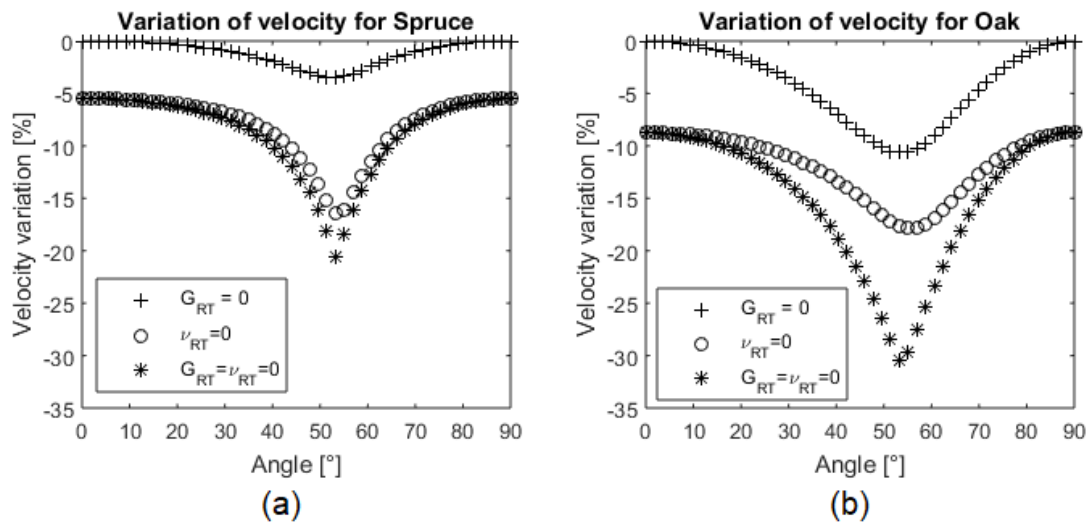 Variation of velocity for Spruce
0
-5
-10
-15
-20
-25
-30
-35
Velocity variation [%]
G_RT = 0
ν_RT=0
G_RT=ν_RT=0
0 10 20 30 40 50 60 70 80 90
Angle [°]
(a)
Variation of velocity for Oak
0
-5
-10
-15
-20
-25
-30
-35
Velocity variation [%]
G_RT = 0
ν_RT=0
G_RT=ν_RT=0
0 10 20 30 40 50 60 70 80 90
Angle [°]
(b)